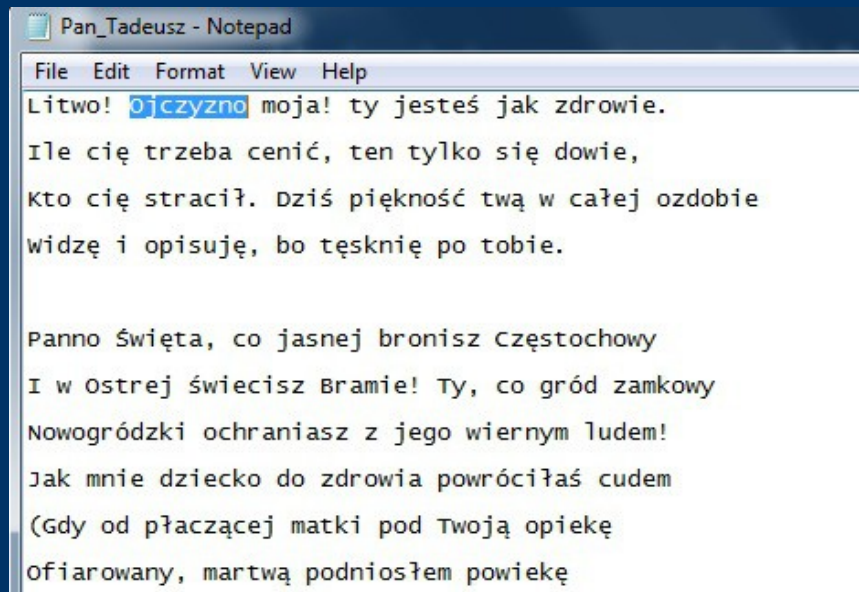 Pan_Tadeusz - Notepad
File Edit Format View Help
Litwo! Ojczyzno moja! ty jesteś jak zdrowie.
Ile cię trzeba cenić, ten tylko się dowie,
Kto cię stracił. Dziś piękność twą w całej ozdobie
Widzę i opisuję, bo tęsknię po tobie.

Panno Święta, co jasnej bronisz Częstochowy
I w Ostrej świecisz Bramie! Ty, co gród zamkowy
Nowogródzki ochraniasz z jego wiernym ludem!
Jak mnie dziecko do zdrowia powróciłaś cudem
(Gdy od płaczącej matki pod Twoją opiekę
Ofiarowany, martwą podniosłem powiekę